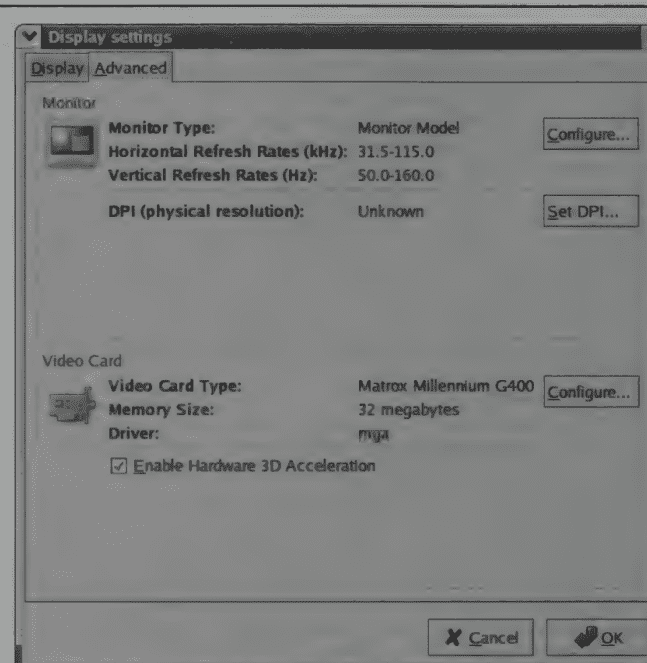 Display settings
Display Advanced
Monitor
Monitor Type: Monitor Model Configure...
Horizontal Refresh Rates (kHz): 31.5-115.0
Vertical Refresh Rates (Hz): 50.0-160.0
DPI (physical resolution): Unknown Set DPI...
Video Card
Video Card Type: Matrox Millennium G400 Configure...
Memory Size: 32 megabytes
Driver: mga
Enable Hardware 3D Acceleration
Cancel OK